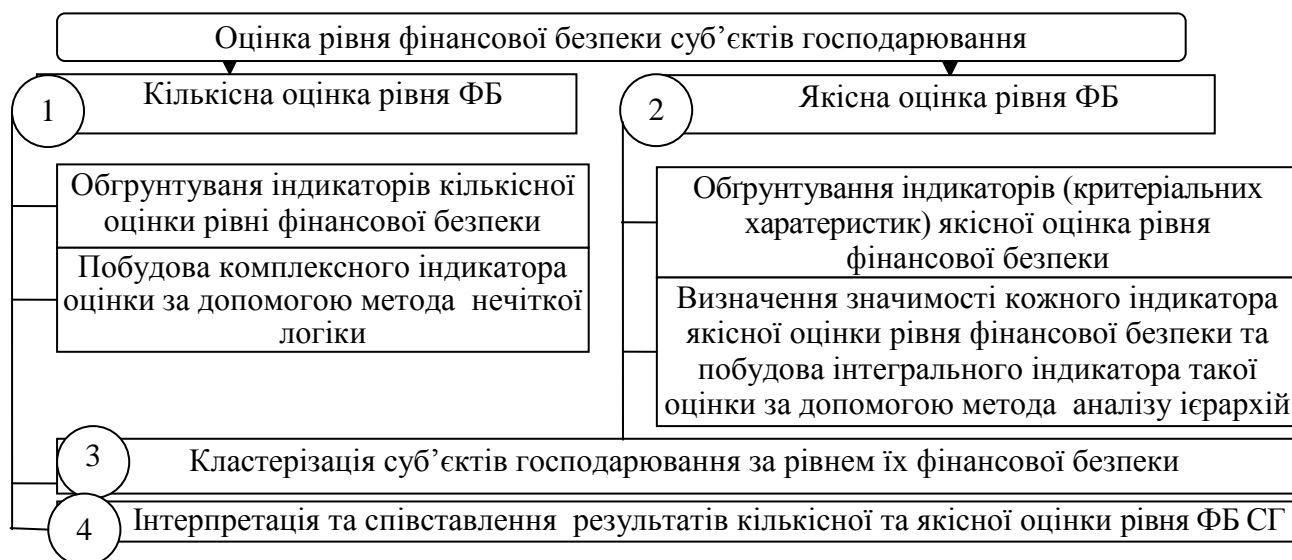 Оцінка рівня фінансової безпеки суб’єктів господарювання
1
Кількісна оцінка рівня ФБ
Обгрунтуваня індикаторів кількісної
оцінки рівні фінансової безпеки
Побудова комплексного індикатора
оцінки за допомогою метода нечіткої
логіки
2
Якісна оцінка рівня ФБ
Обґрунтування індикаторів (критеріальних
харатеристик) якісної оцінка рівня
фінансової безпеки
Визначення значимості кожного індикатора
якісної оцінки рівня фінансової безпеки та
побудова інтегрального індикатора такої
оцінки за допомогою метода аналізу ієрархій
3
Кластерізація суб’єктів господарювання за рівнем їх фінансової безпеки
4
Інтерпретація та співставлення результатів кількісної та якісної оцінки рівня ФБ СГ